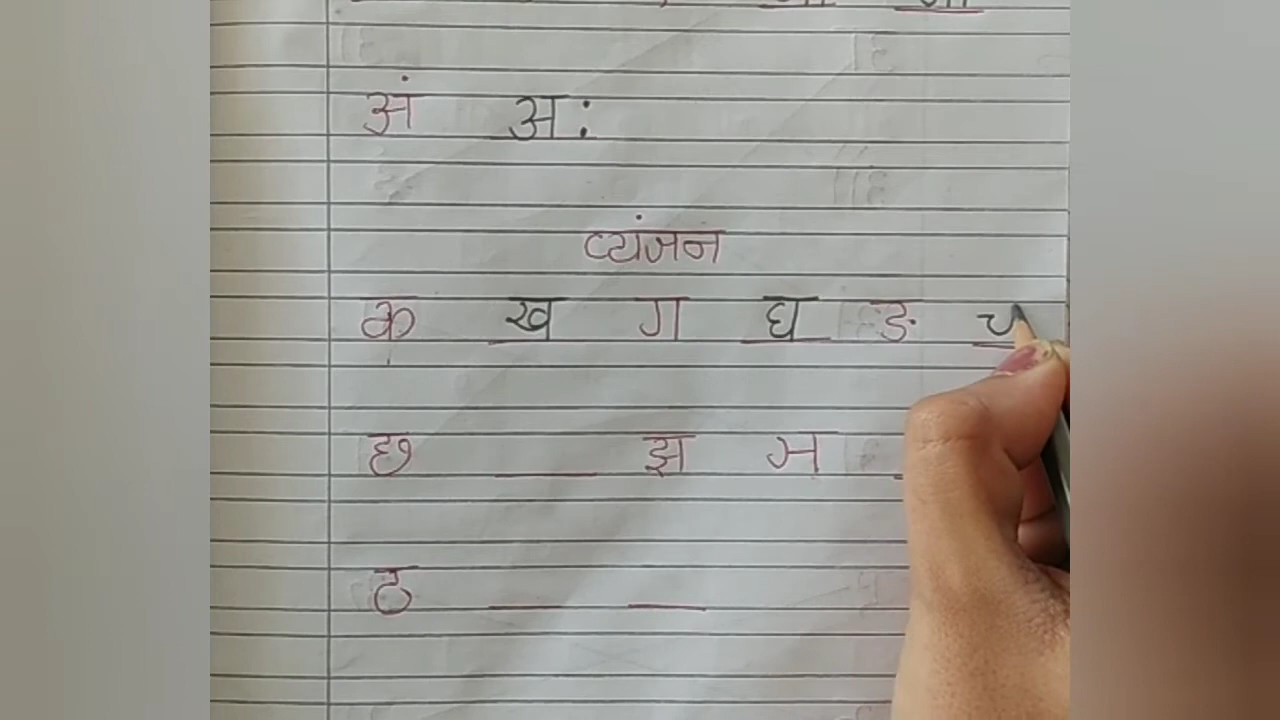 अं अः
व्यंजन
क ख ग घ ङ च
छ झ ञ
ठ